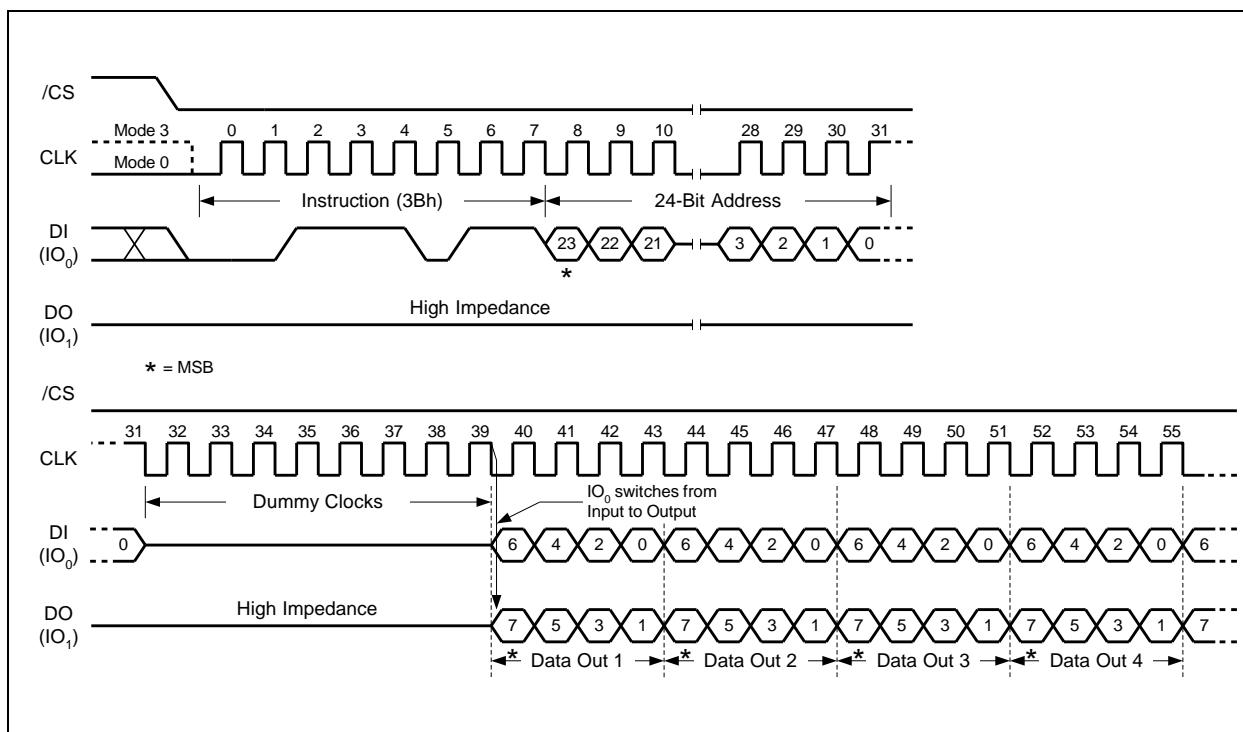 /CS
Mode 3 0 1 2 3 4 5 6 7 8 9 10 28 29 30 31
CLK Mode 0
Instruction (3Bh) 24-Bit Address
DI
(IO0) 23 22 21 3 2 1 0
*
High Impedance
DO
(IO1)
* = MSB
/CS
31 32 33 34 35 36 37 38 39 40 41 42 43 44 45 46 47 48 49 50 51 52 53 54 55
CLK
Dummy Clocks
IO0 switches from
Input to Output
DI
(IO0) 0 6 4 2 0 6 4 2 0 6 4 2 0 6 4 2 0 6
High Impedance
DO
(IO1) 7 5 3 1 7 5 3 1 7 5 3 1 7 5 3 1 7
* Data Out 1 * Data Out 2 * Data Out 3 * Data Out 4